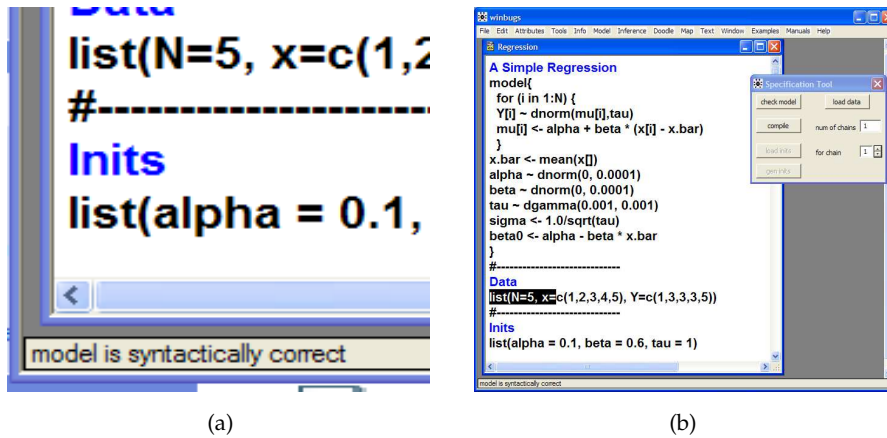 Data
list(N=5, x=c(1,2
#----------------------
Inits
list(alpha = 0.1,
model is syntactically correct
(a)
winbugs
File Edit Attributes Tools Info Model Inference Doodle Map Text Window Examples Manuals Help
Regression
A Simple Regression
model{
for (i in 1:N) {
Y[i] ~ dnorm(mu[i],tau)
mu[i] <- alpha + beta * (x[i] - x.bar)
}
x.bar <- mean(x[])
alpha ~ dnorm(0, 0.0001)
beta ~ dnorm(0, 0.0001)
tau ~ dgamma(0.001, 0.001)
sigma <- 1.0/sqrt(tau)
beta0 <- alpha - beta * x.bar
}
#-----------------------------
Data
list(N=5, x=c(1,2,3,4,5), Y=c(1,3,3,3,5))
#-----------------------------
Inits
list(alpha = 0.1, beta = 0.6, tau = 1)
model is syntactically correct
Specification Tool
check model load data
compile num of chains 1
load inits for chain 1
gen inits
(b)